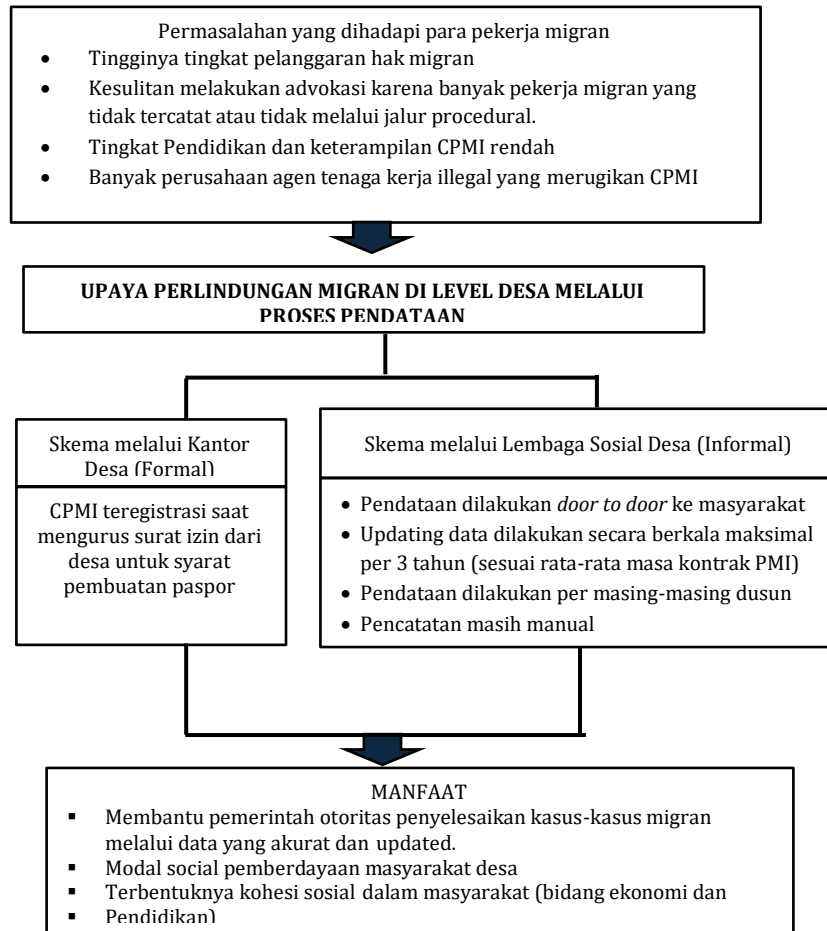 Permasalahan yang dihadapi para pekerja migran
• Tingginya tingkat pelanggaran hak migran
• Kesulitan melakukan advokasi karena banyak pekerja migran yang
tidak tercatat atau tidak melalui jalur procedural.
• Tingkat Pendidikan dan keterampilan CPMI rendah
• Banyak perusahaan agen tenaga kerja illegal yang merugikan CPMI
UPAYA PERLINDUNGAN MIGRAN DI LEVEL DESA MELALUI
PROSES PENDATAAN
Skema melalui Kantor
Desa (Formal)
CPMI teregistrasi saat
mengurus surat izin dari
desa untuk syarat
pembuatan paspor
Skema melalui Lembaga Sosial Desa (Informal)
• Pendataan dilakukan door to door ke masyarakat
• Updating data dilakukan secara berkala maksimal
per 3 tahun (sesuai rata-rata masa kontrak PMI)
• Pendataan dilakukan per masing-masing dusun
• Pencatatan masih manual
MANFAAT
▪ Membantu pemerintah otoritas penyelesaikan kasus-kasus migran
melalui data yang akurat dan updated.
▪ Modal social pemberdayaan masyarakat desa
▪ Terbentuknya kohesi sosial dalam masyarakat (bidang ekonomi dan
▪ Pendidikan)